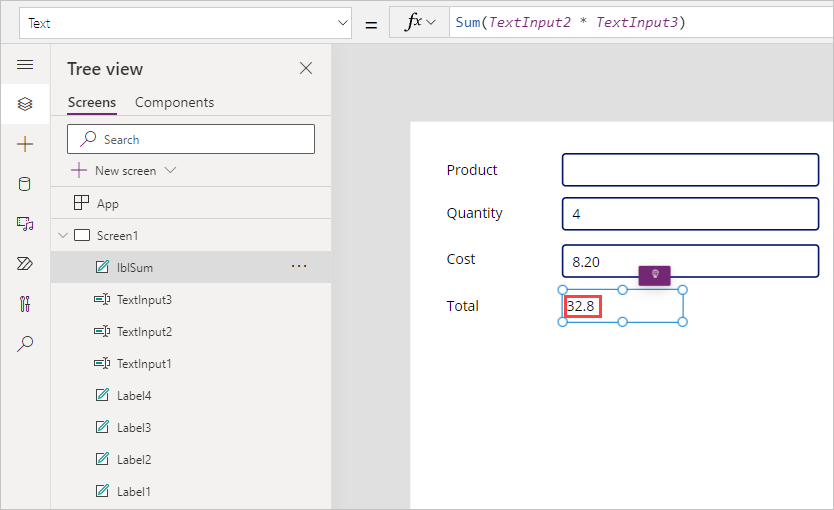 Text
= fx Sum(TextInput2 * TextInput3)
Tree view
Screens Components
Search
New screen
App
Screen1
lblSum ...
TextInput3
TextInput2
TextInput1
Label4
Label3
Label2
Label1
Product
Quantity 4
Cost 8.20
Total 32.8